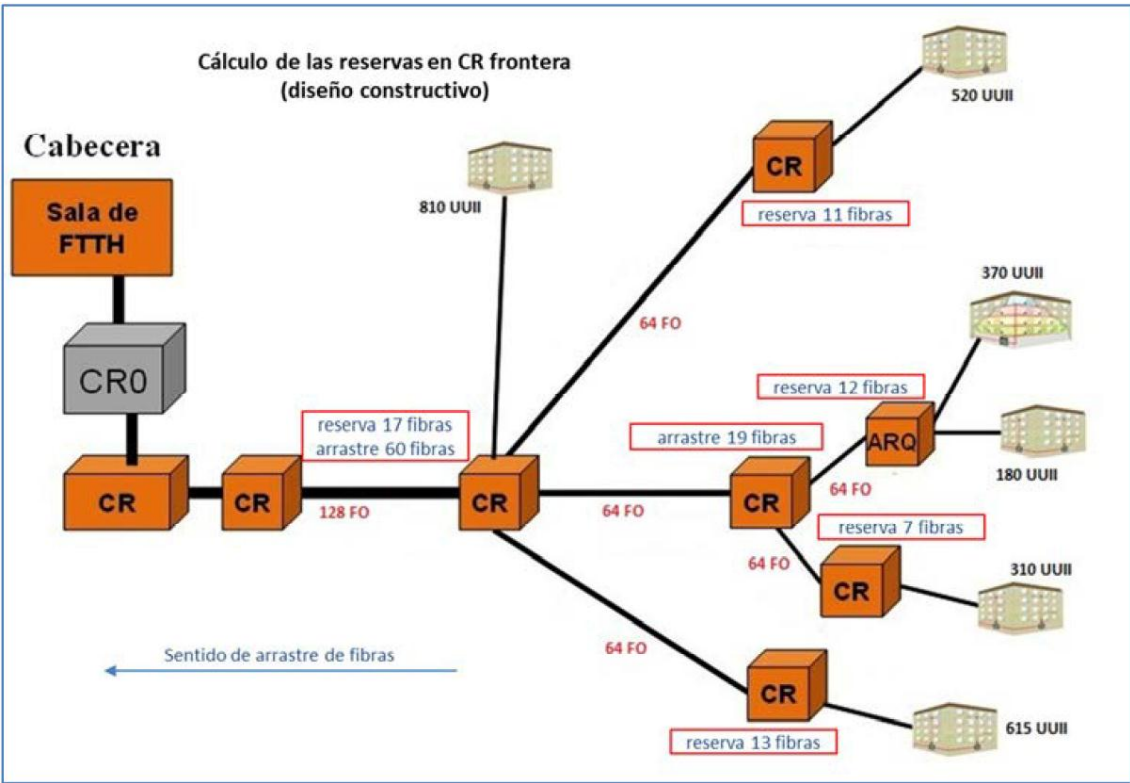 Cálculo de las reservas en CR frontera
(diseño constructivo)
520 UUII
Cabecera
CR
Sala de
FTTH
810 UUII
reserva 11 fibras
370 UUII
64 FO
CR0
reserva 12 fibras
reserva 17 fibras
arrastre 60 fibras
arrastre 19 fibras
ARQ
180 UUII
CR
CR
CR
CR
128 FO
64 FO
64 FO
reserva 7 fibras
64 FO
310 UUII
CR
64 FO
Sentido de arrastre de fibras
CR
615 UUII
reserva 13 fibras